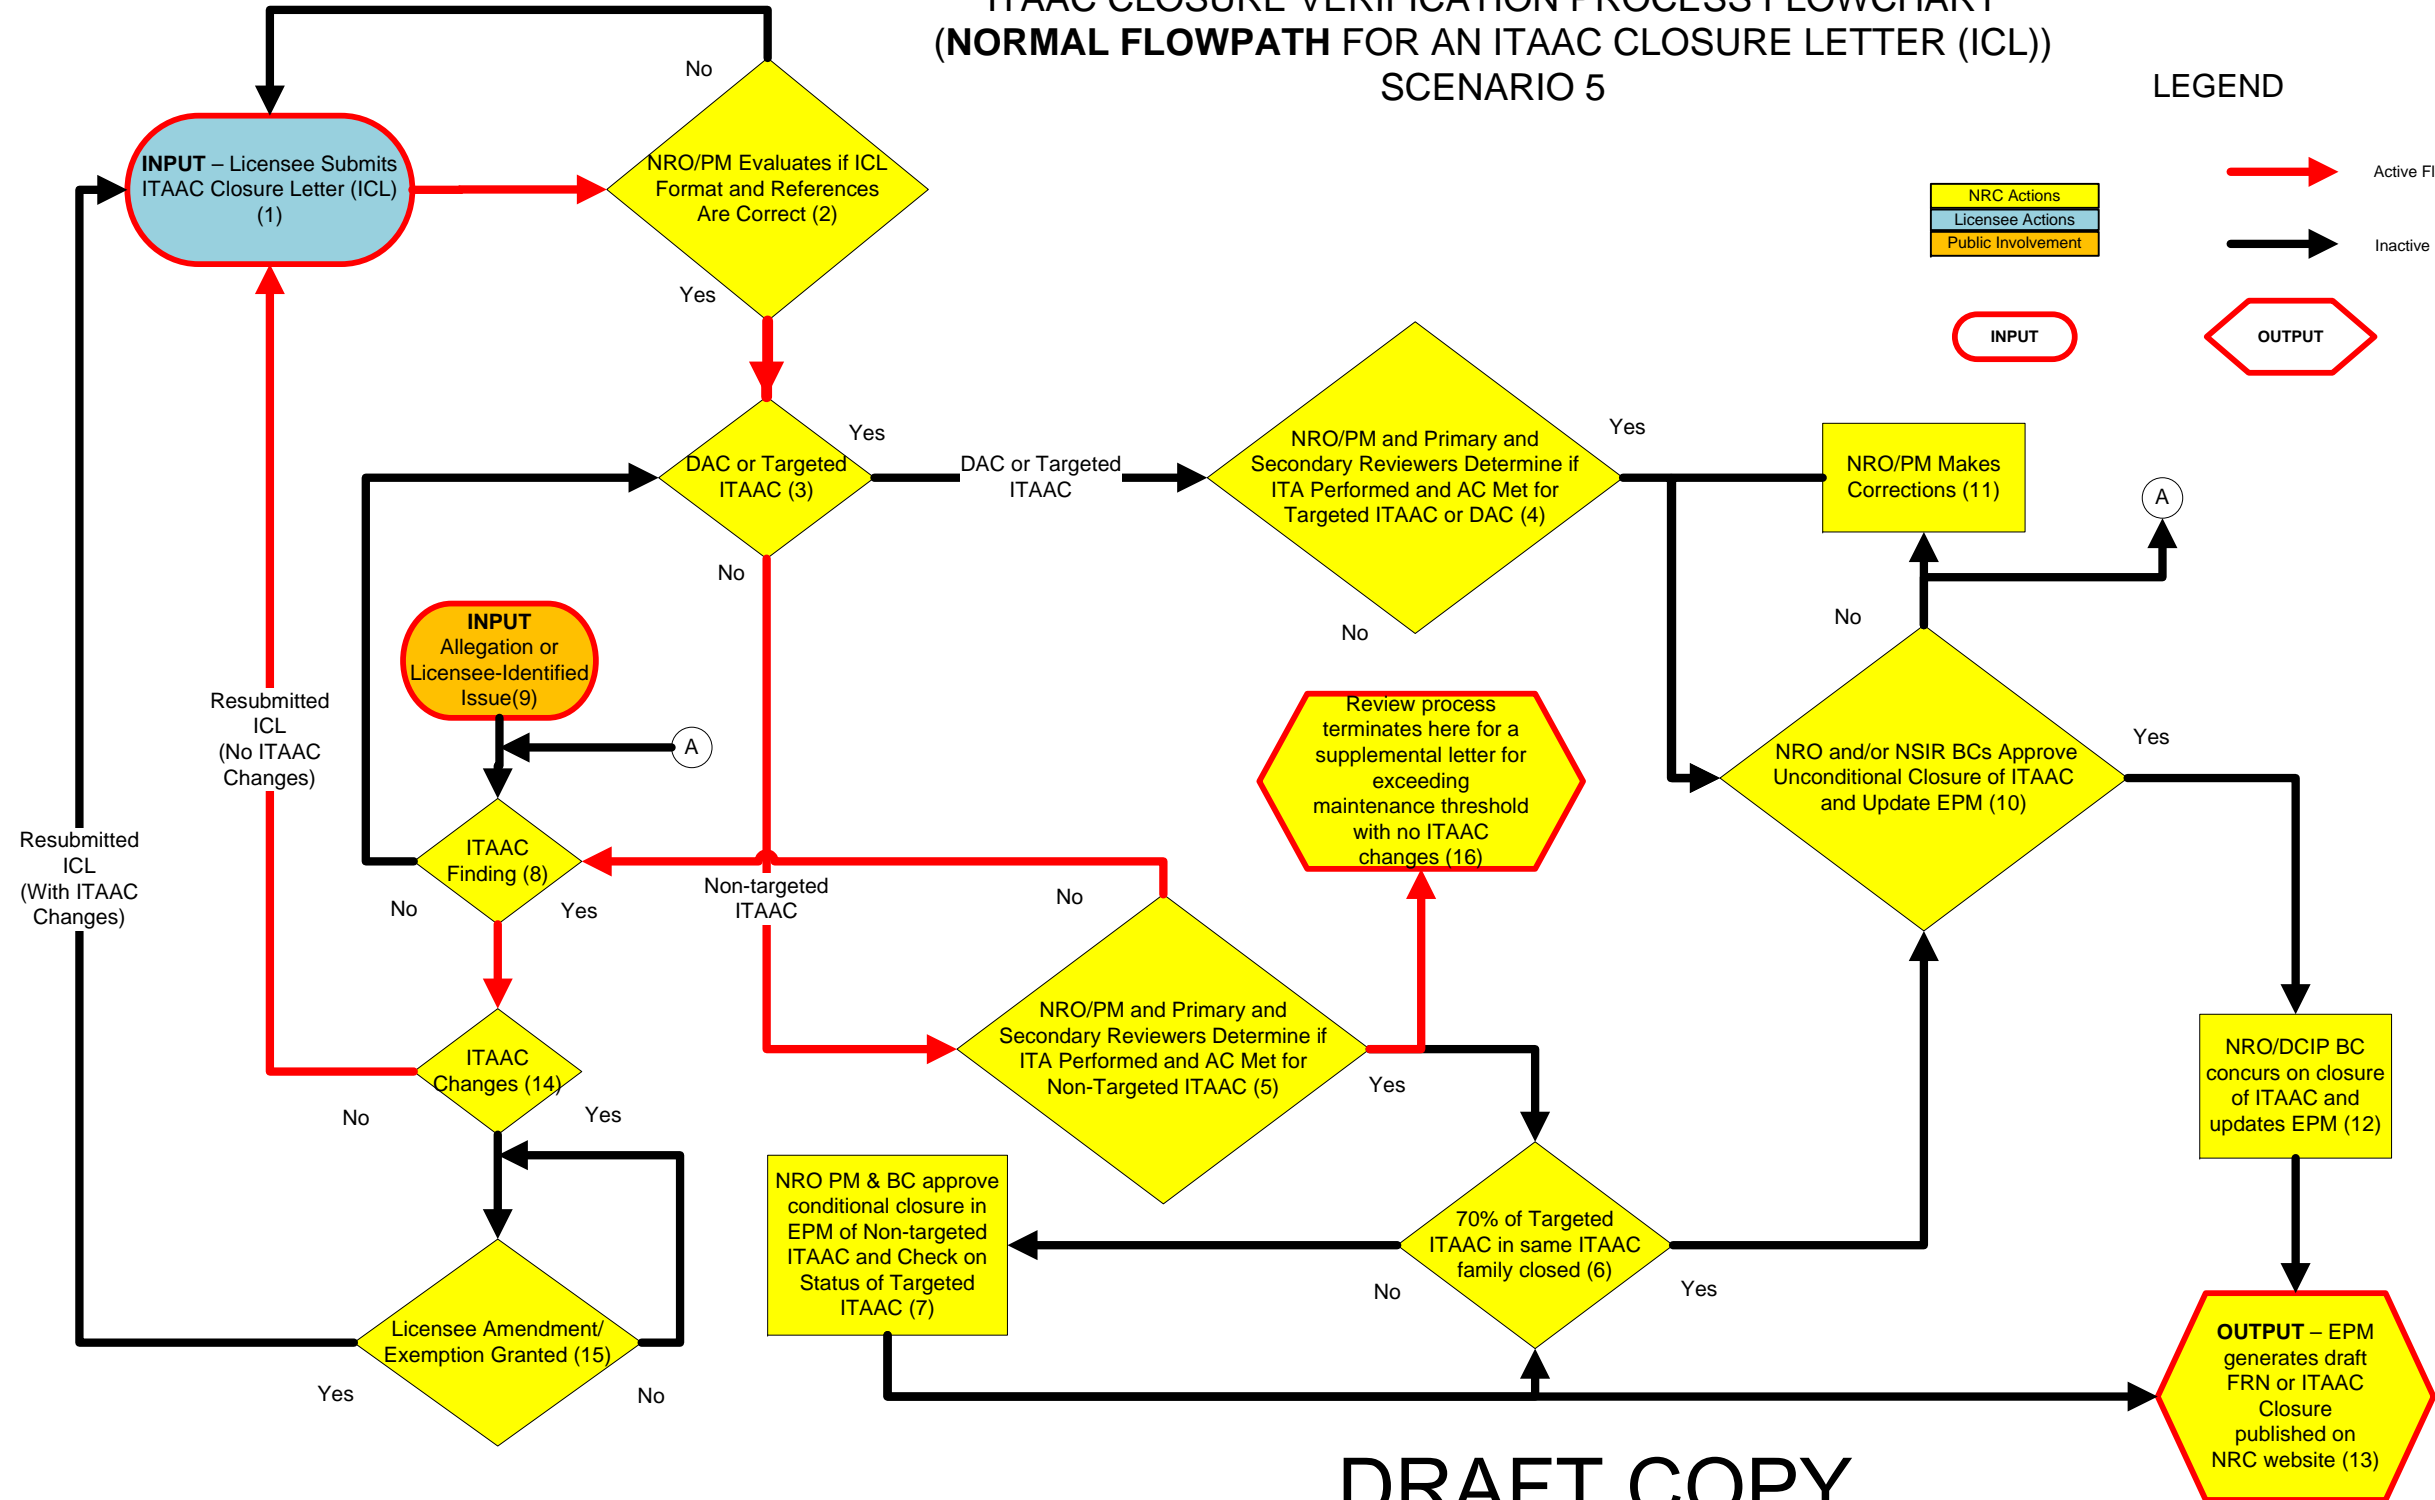 ITAAC CLOSURE VERIFICATION PROCESS FLOWCHART
(NORMAL FLOWPATH FOR AN ITAAC CLOSURE LETTER (ICL))
SCENARIO 5
LEGEND
NRC Actions
Licensee Actions
Public Involvement
Active Fl
Inactive
INPUT
OUTPUT
INPUT – Licensee Submits
ITAAC Closure Letter (ICL)
(1)
No
NRO/PM Evaluates if ICL
Format and References
Are Correct (2)
Yes
DAC or Targeted
ITAAC (3)
Yes
No
DAC or Targeted
ITAAC
NRO/PM and Primary and
Secondary Reviewers Determine if
ITA Performed and AC Met for
Targeted ITAAC or DAC (4)
Yes
No
NRO/PM Makes
Corrections (11)
A
No
NRO and/or NSIR BCs Approve
Unconditional Closure of ITAAC
and Update EPM (10)
Yes
INPUT
Allegation or
Licensee-Identified
Issue(9)
A
Resubmitted
ICL
(No ITAAC
Changes)
Resubmitted
ICL
(With ITAAC
Changes)
ITAAC
Finding (8)
No
Yes
Non-targeted
ITAAC
Review process
terminates here for a
supplemental letter for
exceeding
maintenance threshold
with no ITAAC
changes (16)
No
NRO/PM and Primary and
Secondary Reviewers Determine if
ITA Performed and AC Met for
Non-Targeted ITAAC (5)
Yes
ITAAC
Changes (14)
No
Yes
NRO/DCIP BC
concurs on closure
of ITAAC and
updates EPM (12)
NRO PM & BC approve
conditional closure in
EPM of Non-targeted
ITAAC and Check on
Status of Targeted
ITAAC (7)
70% of Targeted
ITAAC in same ITAAC
family closed (6)
No
Yes
Licensee Amendment/
Exemption Granted (15)
Yes
No
OUTPUT – EPM
generates draft
FRN or ITAAC
Closure
published on
NRC website (13)
DRAFT COPY